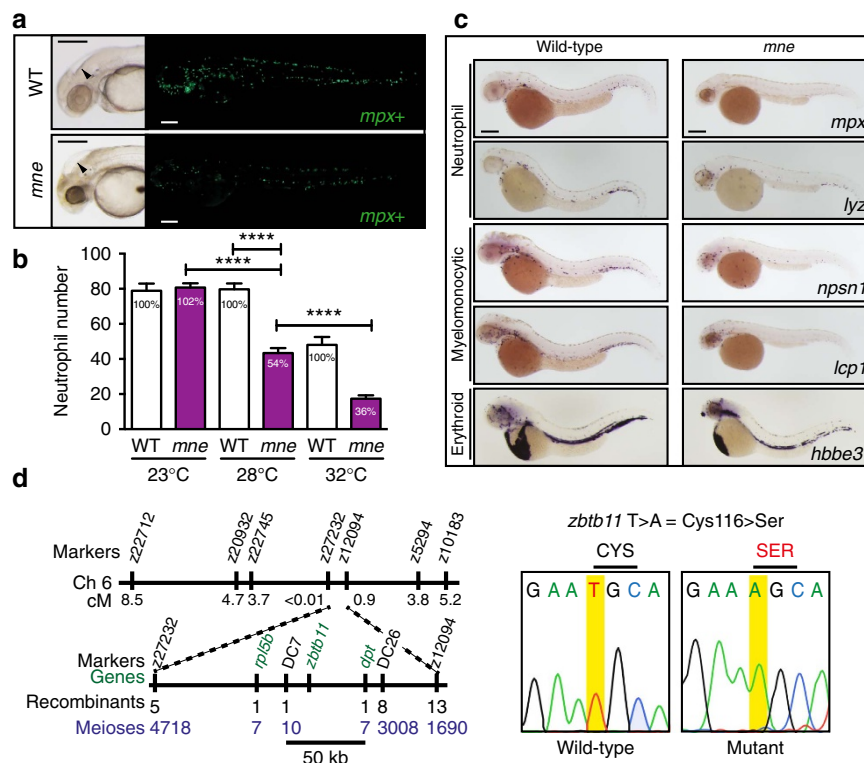 a
WT
mpx+
mne
mpx+
b
Neutrophil number
100
80
60
40
20
0
****
****
****
100%
102%
100%
54%
100%
36%
WT mne WT mne WT mne
23°C 28°C 32°C
c
Wild-type mne
Neutrophil
mpx
lyz
Myelomonocytic
npsn1
lcp1
Erythroid
hbbe3
d
Markers z22712 z20932 z22745 z27232 z12094 z5294 z10183
Ch 6
cM 8.5 4.7 3.7 <0.01 0.9 3.8 5.2
Markers z27232 DC7 DC26 z12094
Genes rpl5b zbtb11 dpt
Recombinants 5 1 1 1 8 13
Meioses 4718 7 10 7 3008 1690
50 kb
zbtb11 T>A = Cys116>Ser
CYS SER
G A A T G C A G A A A G C A
Wild-type Mutant